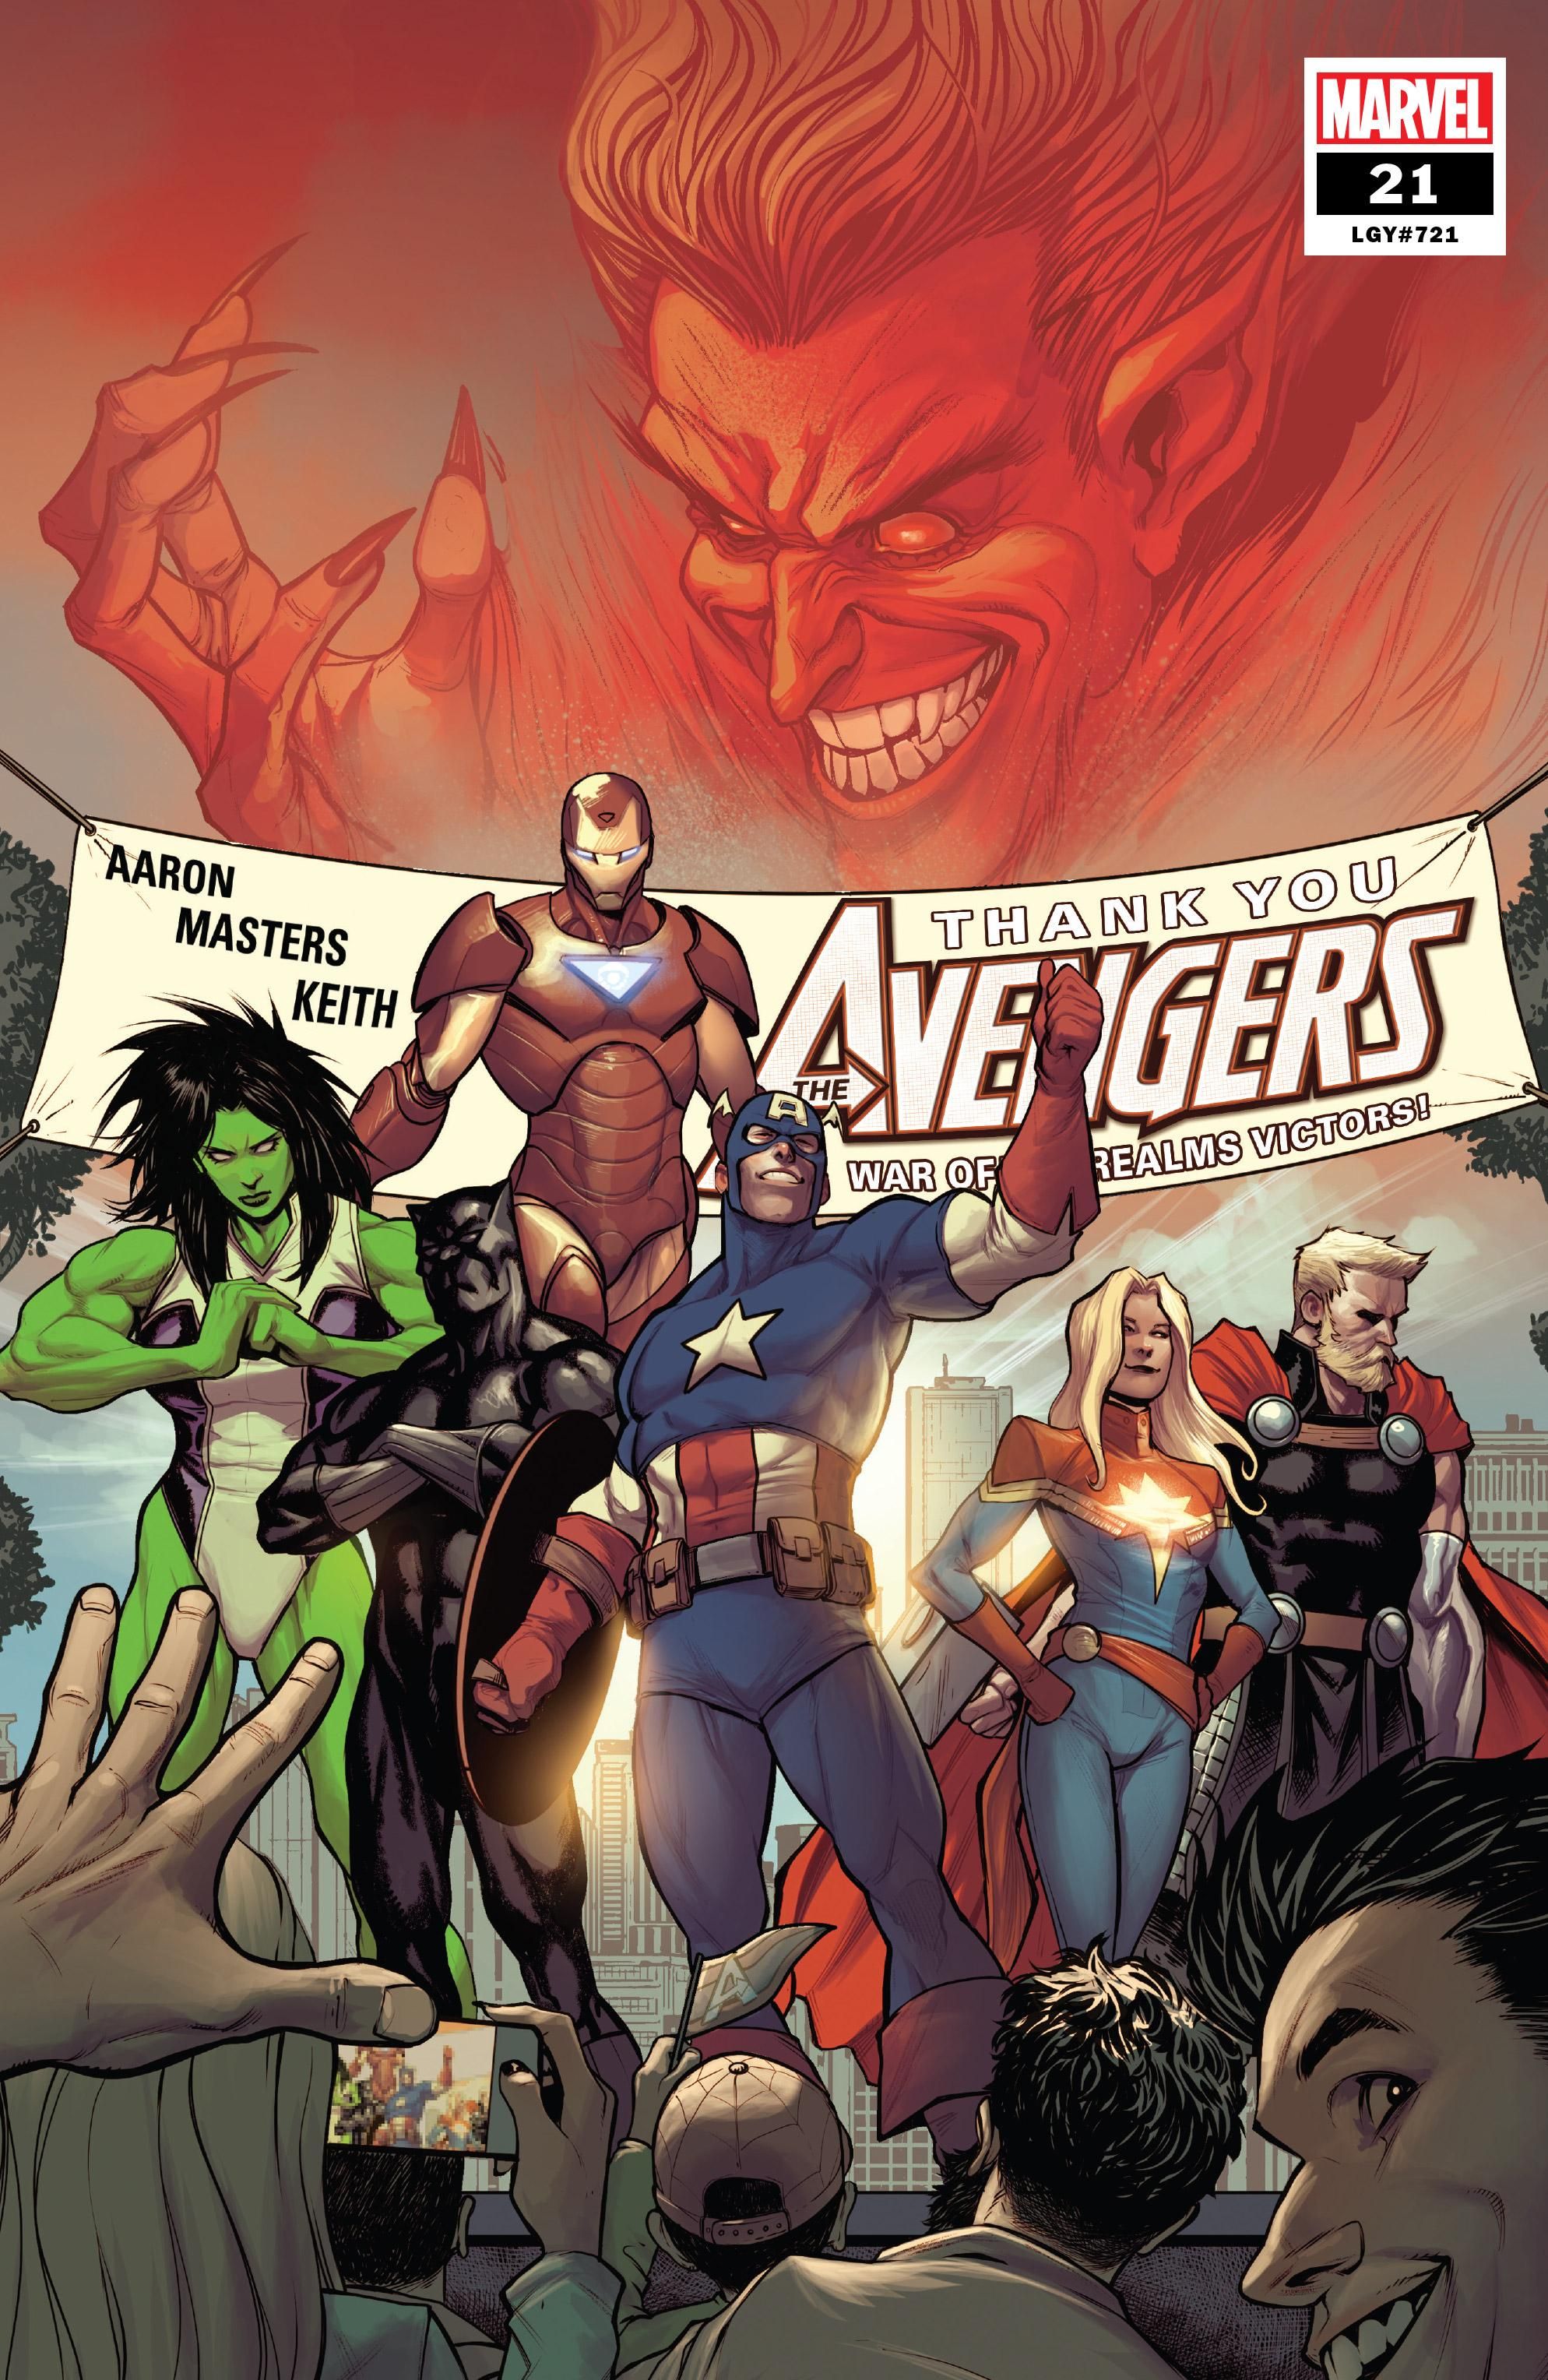 MARVEL
21
LGY#721
AARON
MASTERS
KEITH
THANK YOU
THE AVENGERS
WAR OF REALMS VICTORS!
A
A